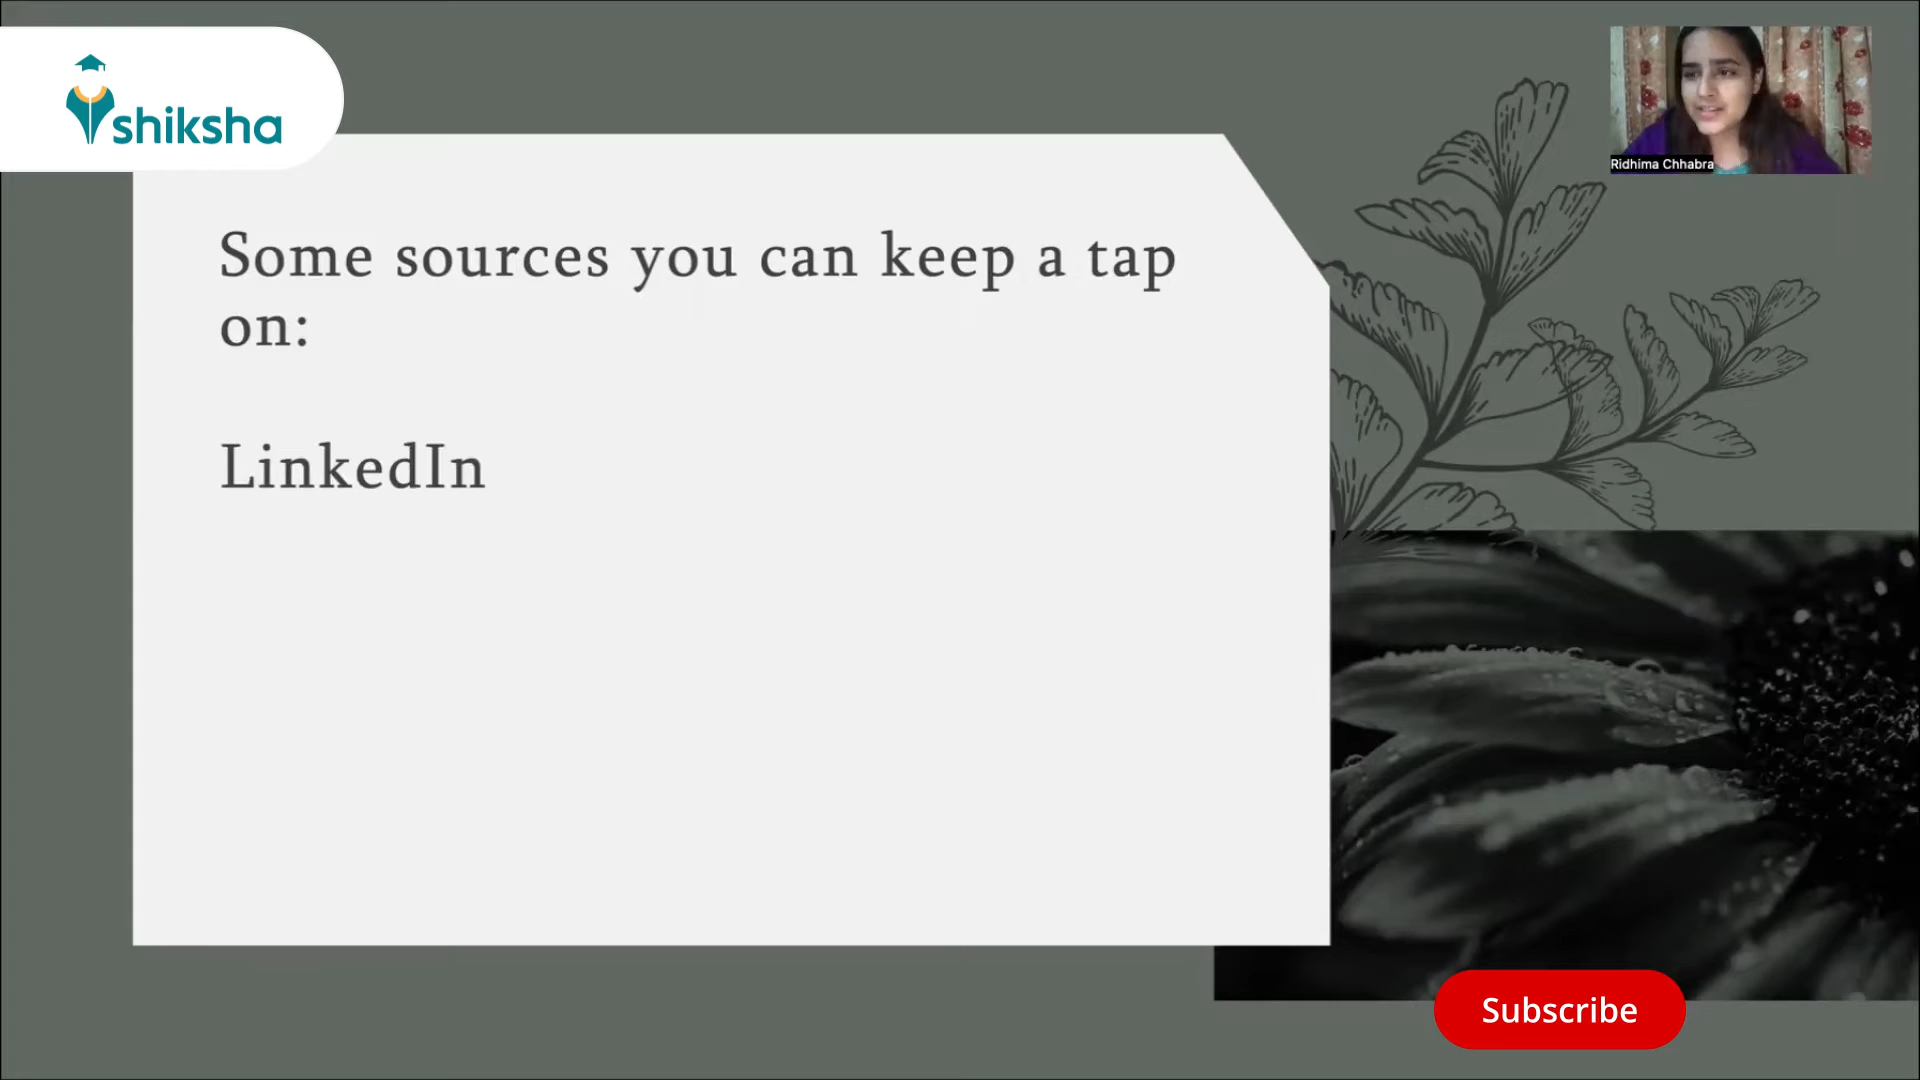 shiksha
Ridhima Chhabra
Some sources you can keep a tap
on:
LinkedIn
Subscribe